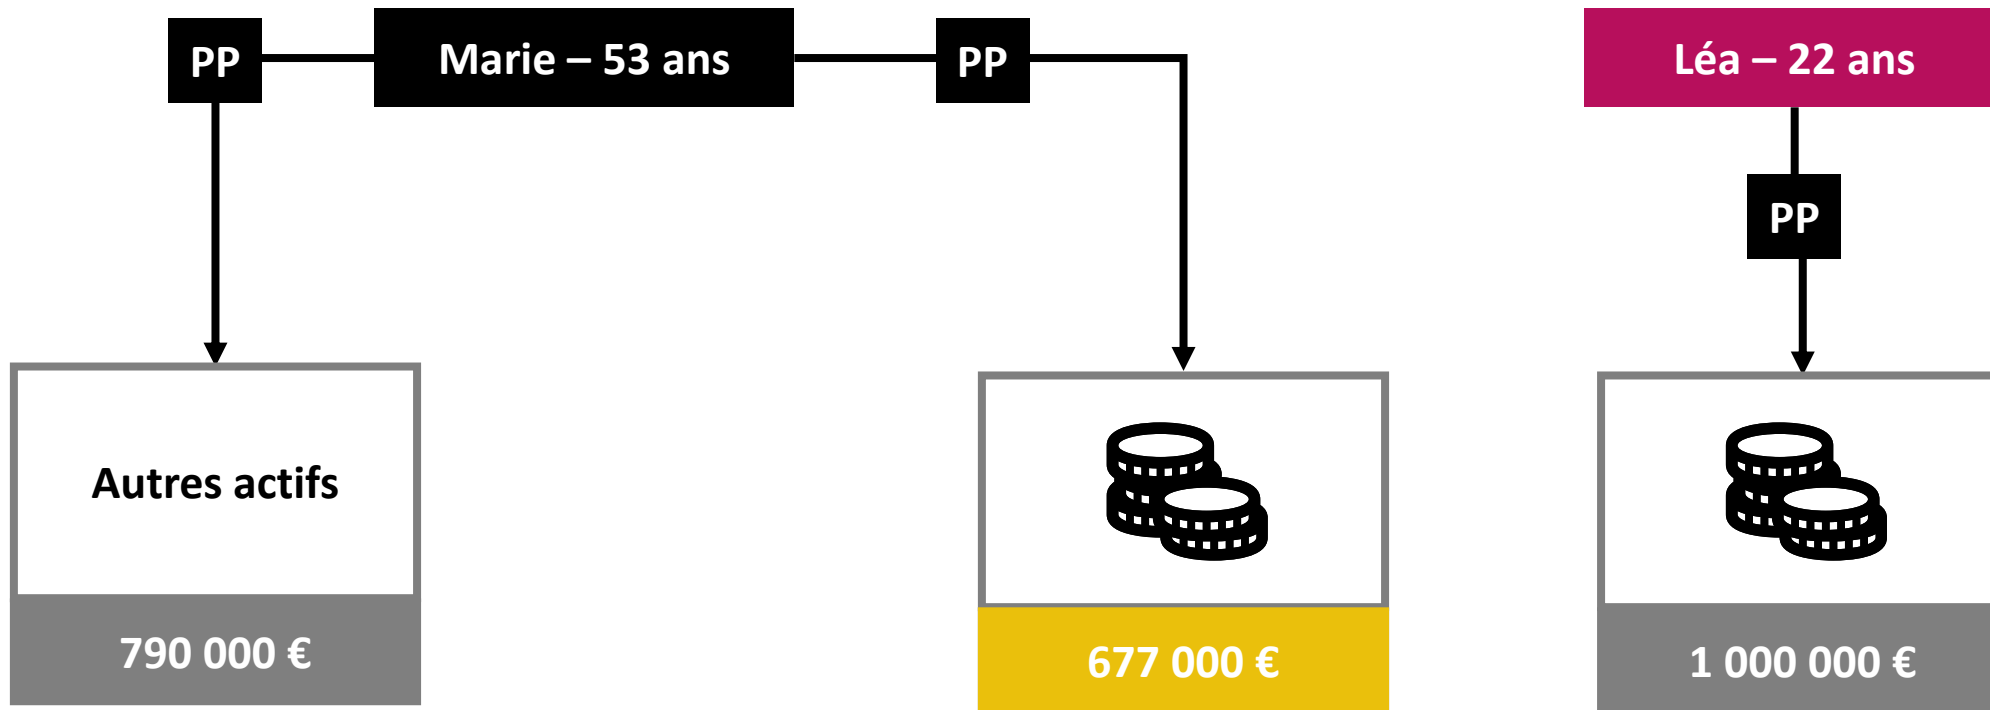 PP
Marie – 53 ans
PP
Léa – 22 ans
PP
Autres actifs
790 000 €
677 000 €
1 000 000 €